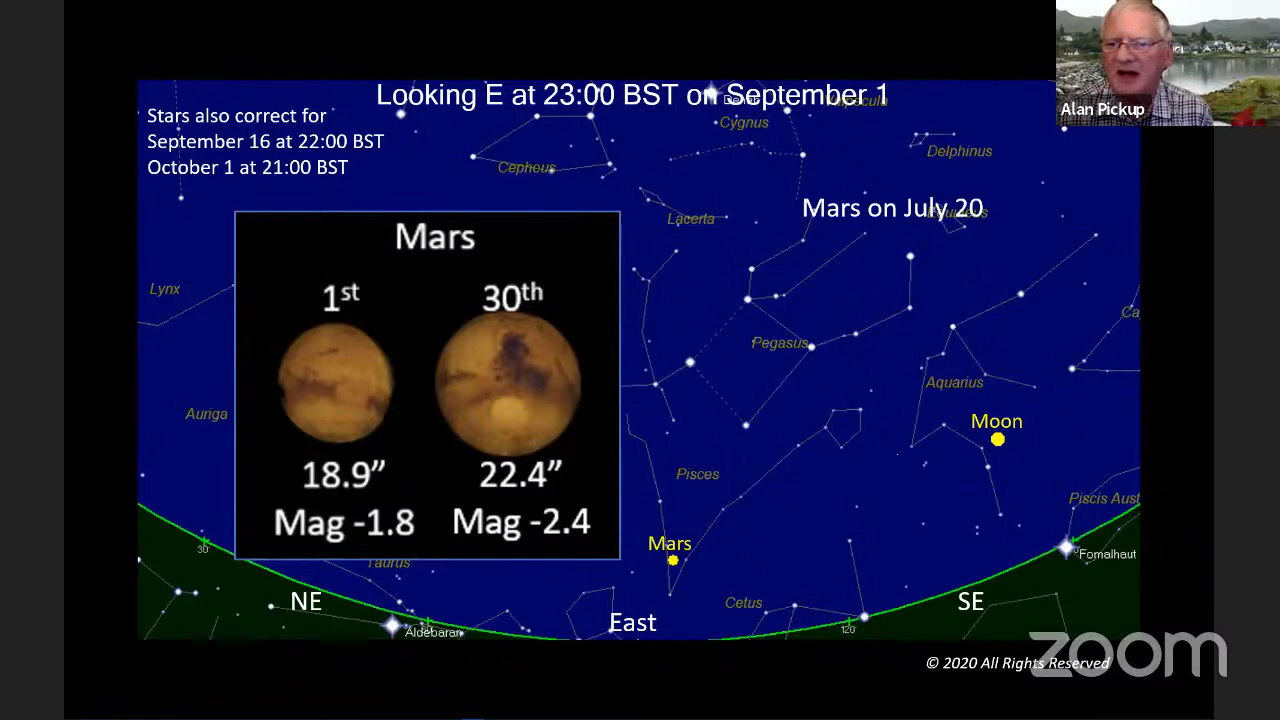 Looking E at 23:00 BST on September 1
Stars also correct for
September 16 at 22:00 BST
October 1 at 21:00 BST
Alan Pickup
Cygnus
Delphinus
Cepheus
Lacerta
Mars on July 20
Mars
1st
30th
18.9” 22.4”
Mag -1.8 Mag -2.4
Lynx
Pegasus
Auriga
Aquarius
Moon
Pisces
Piscis Aust
Mars
30
Taurus
Fomalhaut
NE
East
SE
Cetus
Aldebaran
120
zoom
© 2020 All Rights Reserved